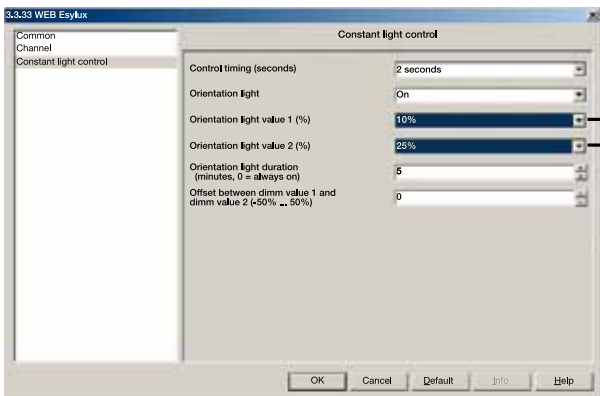 3.3.33 WEB Esylux
Common
Channel
Constant light control
Constant light control
Control timing (seconds)
2 seconds
Orientation light
On
Orientation light value 1 (%)
10%
Orientation light value 2 (%)
25%
Orientation light duration
(minutes, 0 = always on)
5
Offset between dimm value 1 and
dimm value 2 (-50% ... 50%)
0
OK
Cancel
Default
Info
Help